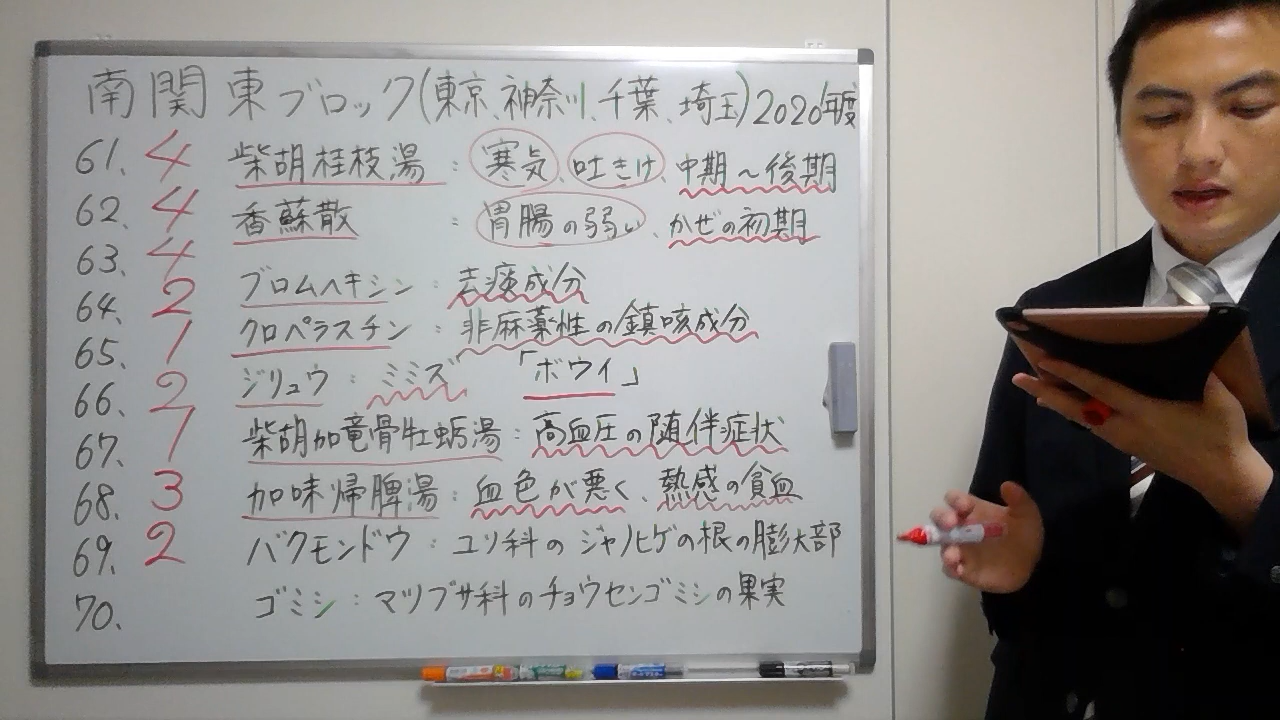 南関東ブロック(東京、神奈川、千葉、埼玉)2020年度
61. 4 柴胡桂枝湯：寒気、吐きけ、中期〜後期
62. 4 香蘇散：胃腸の弱い、かぜの初期
63. 4
64. 2 ブロムヘキシン：去痰成分
65. 1 クロペラスチン：非麻薬性の鎮咳成分
66. 2 ジリュウ：ミミズ 「ボウイ」
67. 1 柴胡加竜骨牡蛎湯：高血圧の随伴症状
68. 3 加味帰脾湯：血色が悪く、熱感の貧血
69. 2 バクモンドウ：ユリ科のジャノヒゲの根の膨大部
70. ゴミシ：マツブサ科のチョウセンゴミシの果実